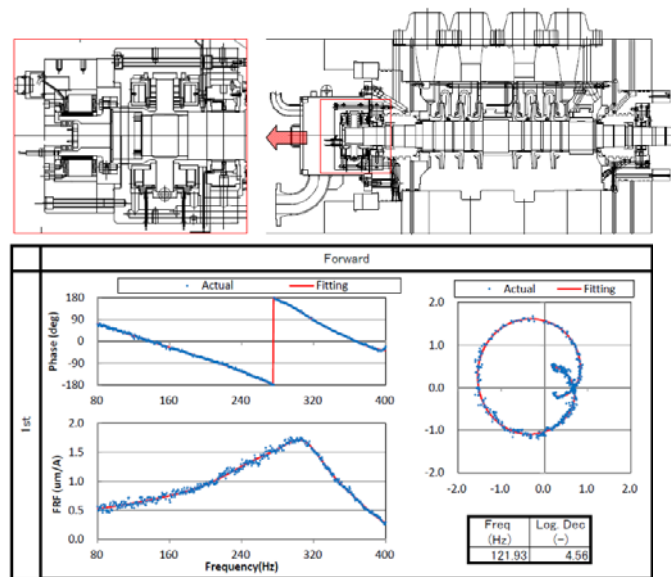 Forward
1st
Actual Fitting
Phase (deg)
180
90
0
-90
-180
80 160 240 320 400
FRF (um/A)
2.0
1.5
1.0
0.5
0.0
80 160 240 320 400
Frequency(Hz)
Actual Fitting
2.0
1.0
0.0
-1.0
2.0
-2.0 -1.0 0.0 1.0 2.0
Freq Log. Dec
(Hz) (-)
121.93 4.56